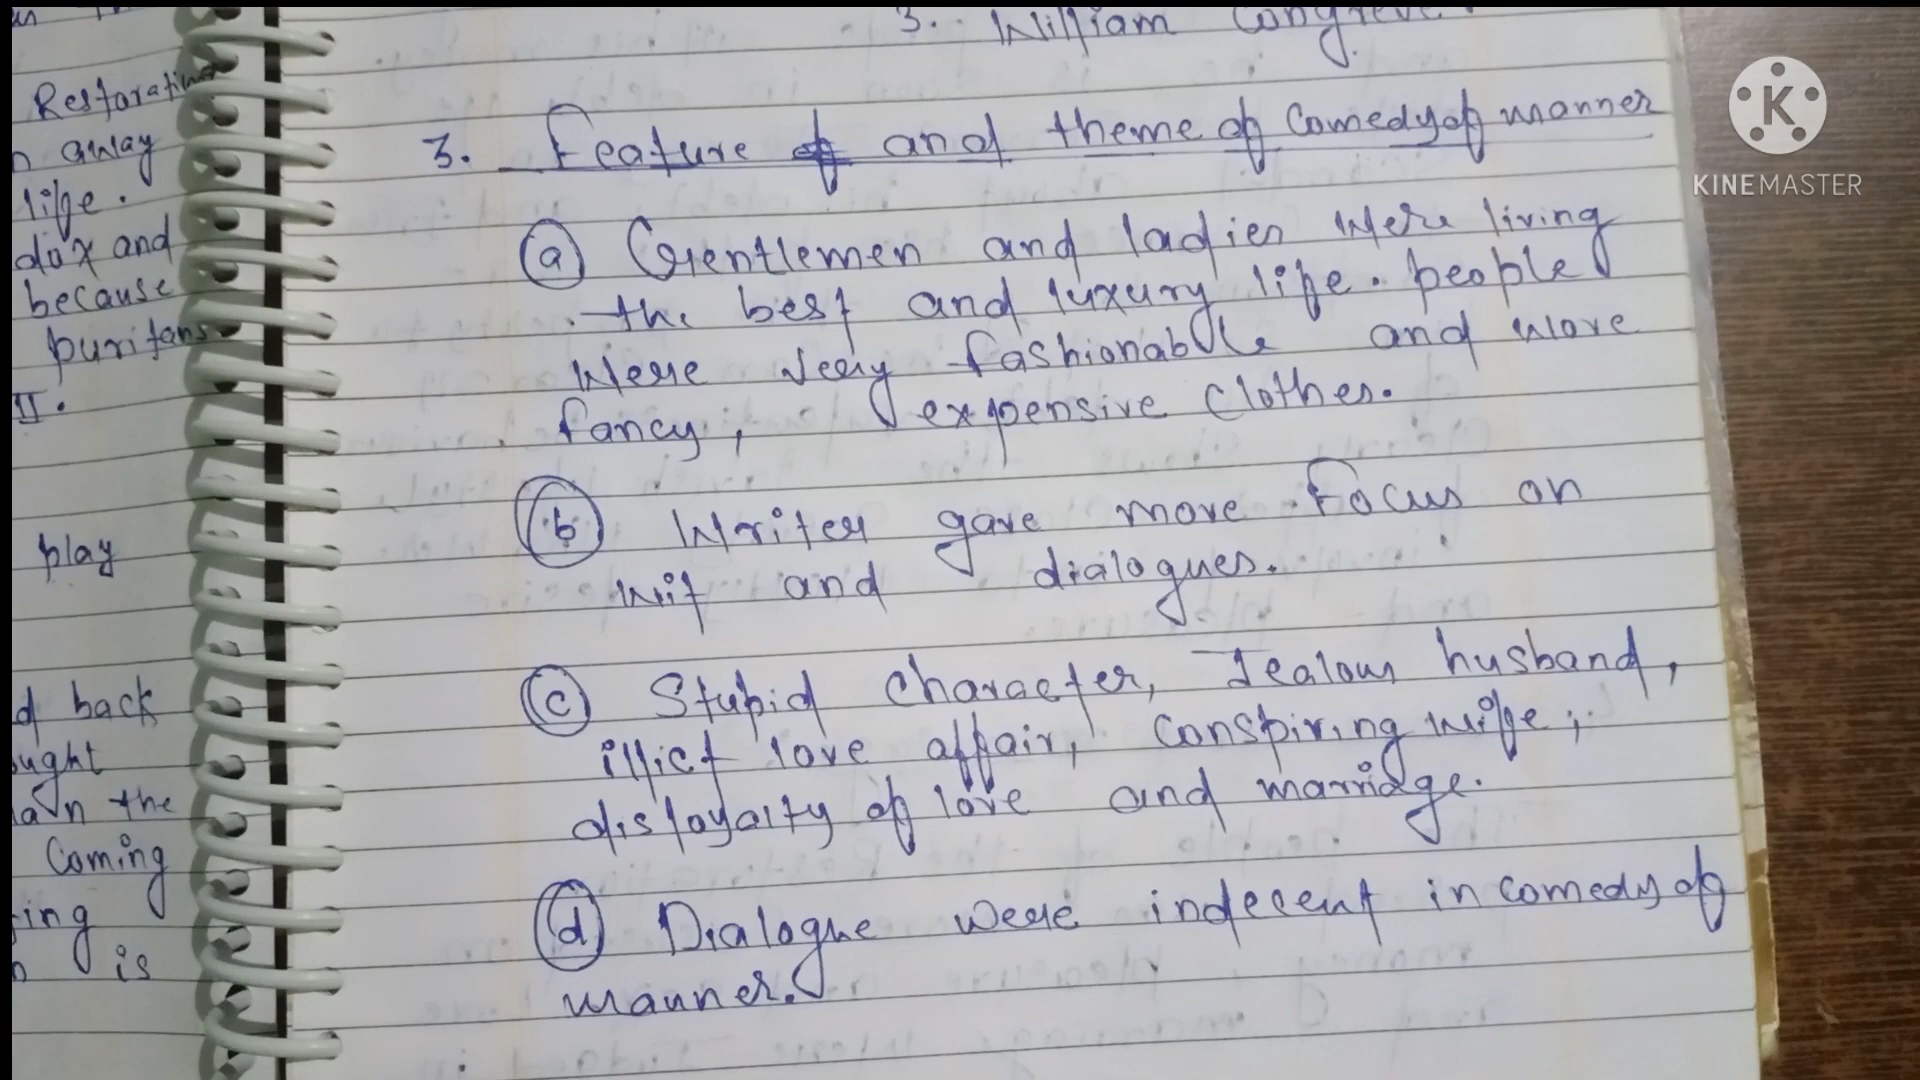 Restoration
away
life.
dox and
because
puritans
II.
play
back
the
Coming
is
3. William Congreve.
3. Feature of and theme of Comedy of manner
(a) Gentlemen and ladies were living
the best and luxury life. people
were very fashionable and wore
fancy, expensive clothes.
(b) Writer gave more Focus on
wit and dialogues.
(c) Stupid character, Jealous husband,
illict love affair, conspiring wife,
disloyalty of love and marriage.
(d) Dialogue were indecent in comedy of
manner.
K
KINEMASTER